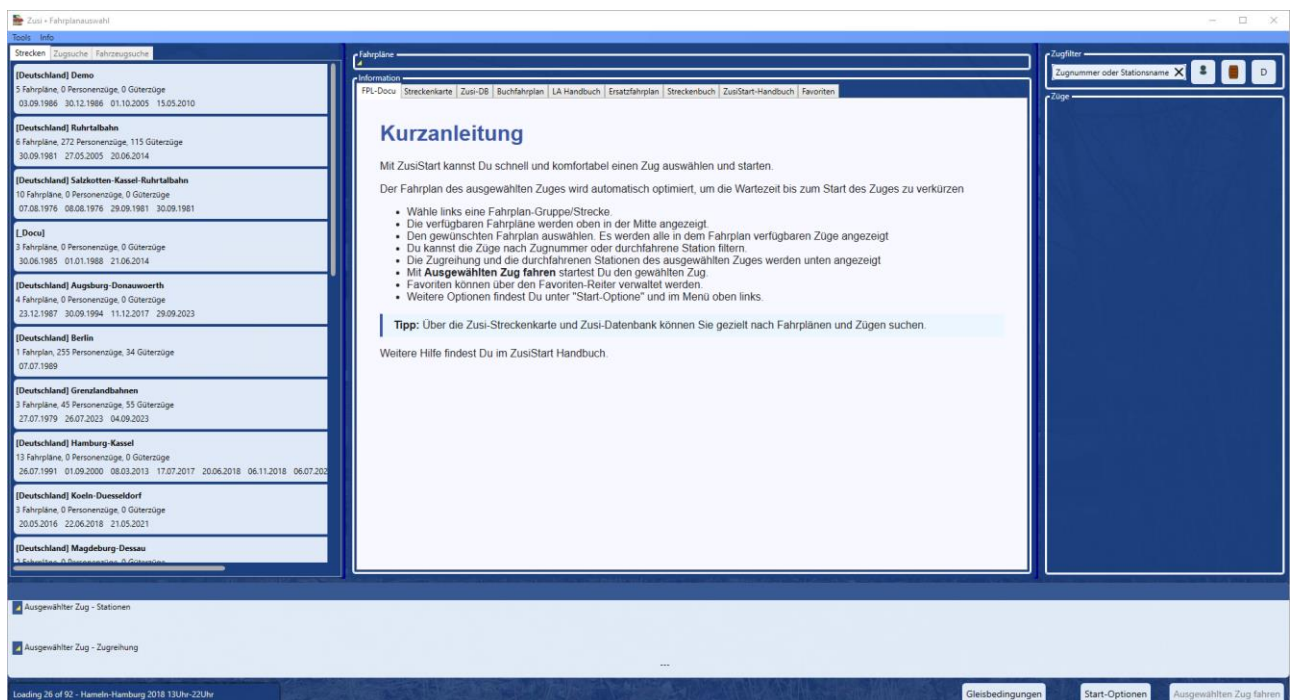 Zusi • Fahrplanauswahl
Tools Info
Strecken Zugsuche Fahrzeugsuche
[Deutschland] Demo
5 Fahrpläne, 0 Personenzüge, 0 Güterzüge
03.09.1986 30.12.1986 01.10.2005 15.05.2010
[Deutschland] Ruhrtalbahn
6 Fahrpläne, 272 Personenzüge, 115 Güterzüge
30.09.1981 27.05.2005 20.06.2014
[Deutschland] Salzkotten-Kassel-Ruhrtalbahn
10 Fahrpläne, 0 Personenzüge, 0 Güterzüge
07.08.1976 08.08.1976 29.09.1981 30.09.1981
[_Docu]
3 Fahrpläne, 0 Personenzüge, 0 Güterzüge
30.06.1985 01.01.1988 21.06.2014
[Deutschland] Augsburg-Donauwoerth
4 Fahrpläne, 0 Personenzüge, 0 Güterzüge
23.12.1987 30.09.1994 11.12.2017 29.09.2023
[Deutschland] Berlin
1 Fahrplan, 255 Personenzüge, 34 Güterzüge
07.07.1989
[Deutschland] Grenzlandbahnen
3 Fahrpläne, 45 Personenzüge, 55 Güterzüge
27.07.1979 26.07.2023 04.09.2023
[Deutschland] Hamburg-Kassel
13 Fahrpläne, 0 Personenzüge, 0 Güterzüge
26.07.1991 01.09.2000 08.03.2013 17.07.2017 20.06.2018 06.11.2018 06.07.202
[Deutschland] Koeln-Duesseldorf
3 Fahrpläne, 0 Personenzüge, 0 Güterzüge
20.05.2016 22.06.2018 21.05.2021
[Deutschland] Magdeburg-Dessau
2 Fahrpläne, 0 Personenzüge, 0 Güterzüge
Fahrpläne
Information
FPL-Docu Streckenkarte Zusi-DB Buchfahrplan LA Handbuch Ersatzfahrplan Streckenbuch ZusiStart-Handbuch Favoriten
Kurzanleitung
Mit ZusiStart kannst Du schnell und komfortabel einen Zug auswählen und starten.
Der Fahrplan des ausgewählten Zuges wird automatisch optimiert, um die Wartezeit bis zum Start des Zuges zu verkürzen
• Wähle links eine Fahrplan-Gruppe/Strecke.
• Die verfügbaren Fahrpläne werden oben in der Mitte angezeigt.
• Den gewünschten Fahrplan auswählen. Es werden alle in dem Fahrplan verfügbaren Züge angezeigt
• Du kannst die Züge nach Zugnummer oder durchfahrene Station filtern.
• Die Zugreihung und die durchfahrenen Stationen des ausgewählten Zuges werden unten angezeigt
• Mit Ausgewählten Zug fahren startest Du den gewählten Zug.
• Favoriten können über den Favoriten-Reiter verwaltet werden.
• Weitere Optionen findest Du unter "Start-Optione" und im Menü oben links.
Tipp: Über die Zusi-Streckenkarte und Zusi-Datenbank können Sie gezielt nach Fahrplänen und Zügen suchen.
Weitere Hilfe findest Du im ZusiStart Handbuch.
Zugfilter
Zugnummer oder Stationsname
D
Züge
Ausgewählter Zug - Stationen
Ausgewählter Zug - Zugreihung
---
Loading 26 of 92 - Hameln-Hamburg 2018 13Uhr-22Uhr
Gleisbedingungen Start-Optionen Ausgewählten Zug fahren